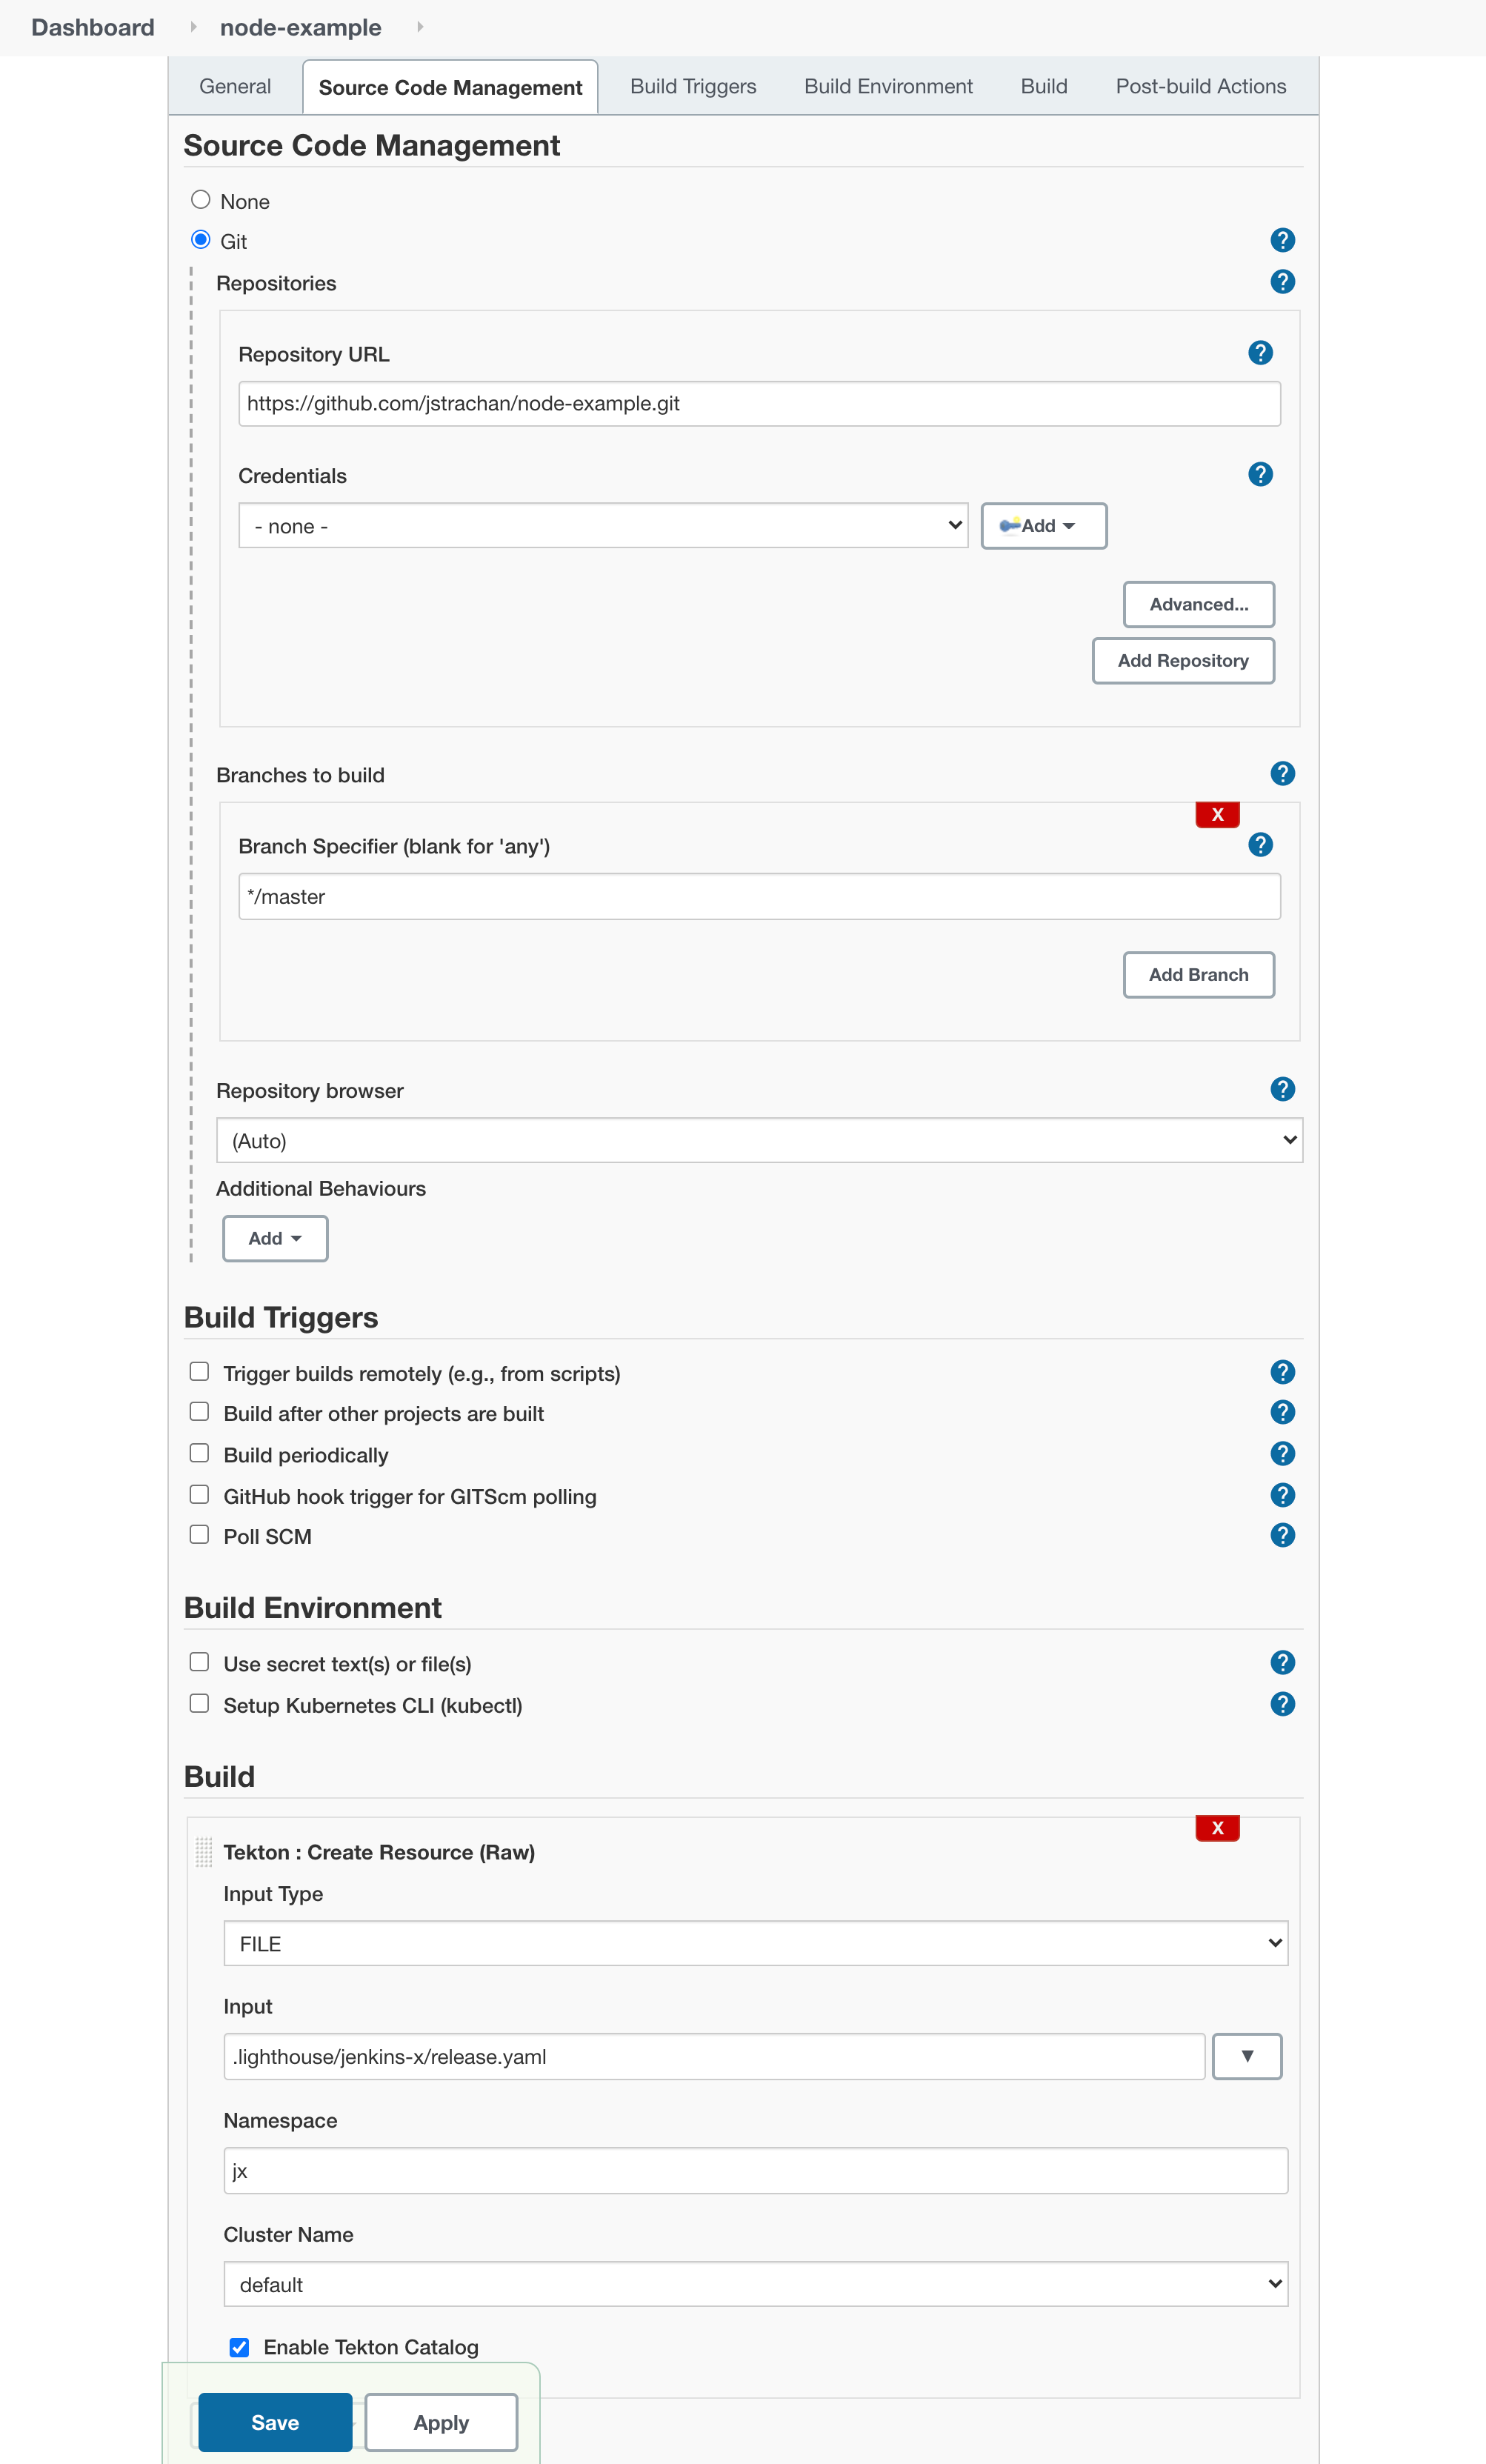 Dashboard node-example
General Source Code Management Build Triggers Build Environment Build Post-build Actions
Source Code Management
None
Git ?
Repositories ?
Repository URL ?
https://github.com/jstrachan/node-example.git
Credentials ?
- none - Add
Advanced...
Add Repository
Branches to build ?
X
Branch Specifier (blank for 'any') ?
*/master
Add Branch
Repository browser ?
(Auto)
Additional Behaviours
Add
Build Triggers
Trigger builds remotely (e.g., from scripts) ?
Build after other projects are built ?
Build periodically ?
GitHub hook trigger for GITScm polling ?
Poll SCM ?
Build Environment
Use secret text(s) or file(s) ?
Setup Kubernetes CLI (kubectl) ?
Build
X
Tekton : Create Resource (Raw)
Input Type
FILE
Input
.lighthouse/jenkins-x/release.yaml
Namespace
jx
Cluster Name
default
Enable Tekton Catalog
Save Apply